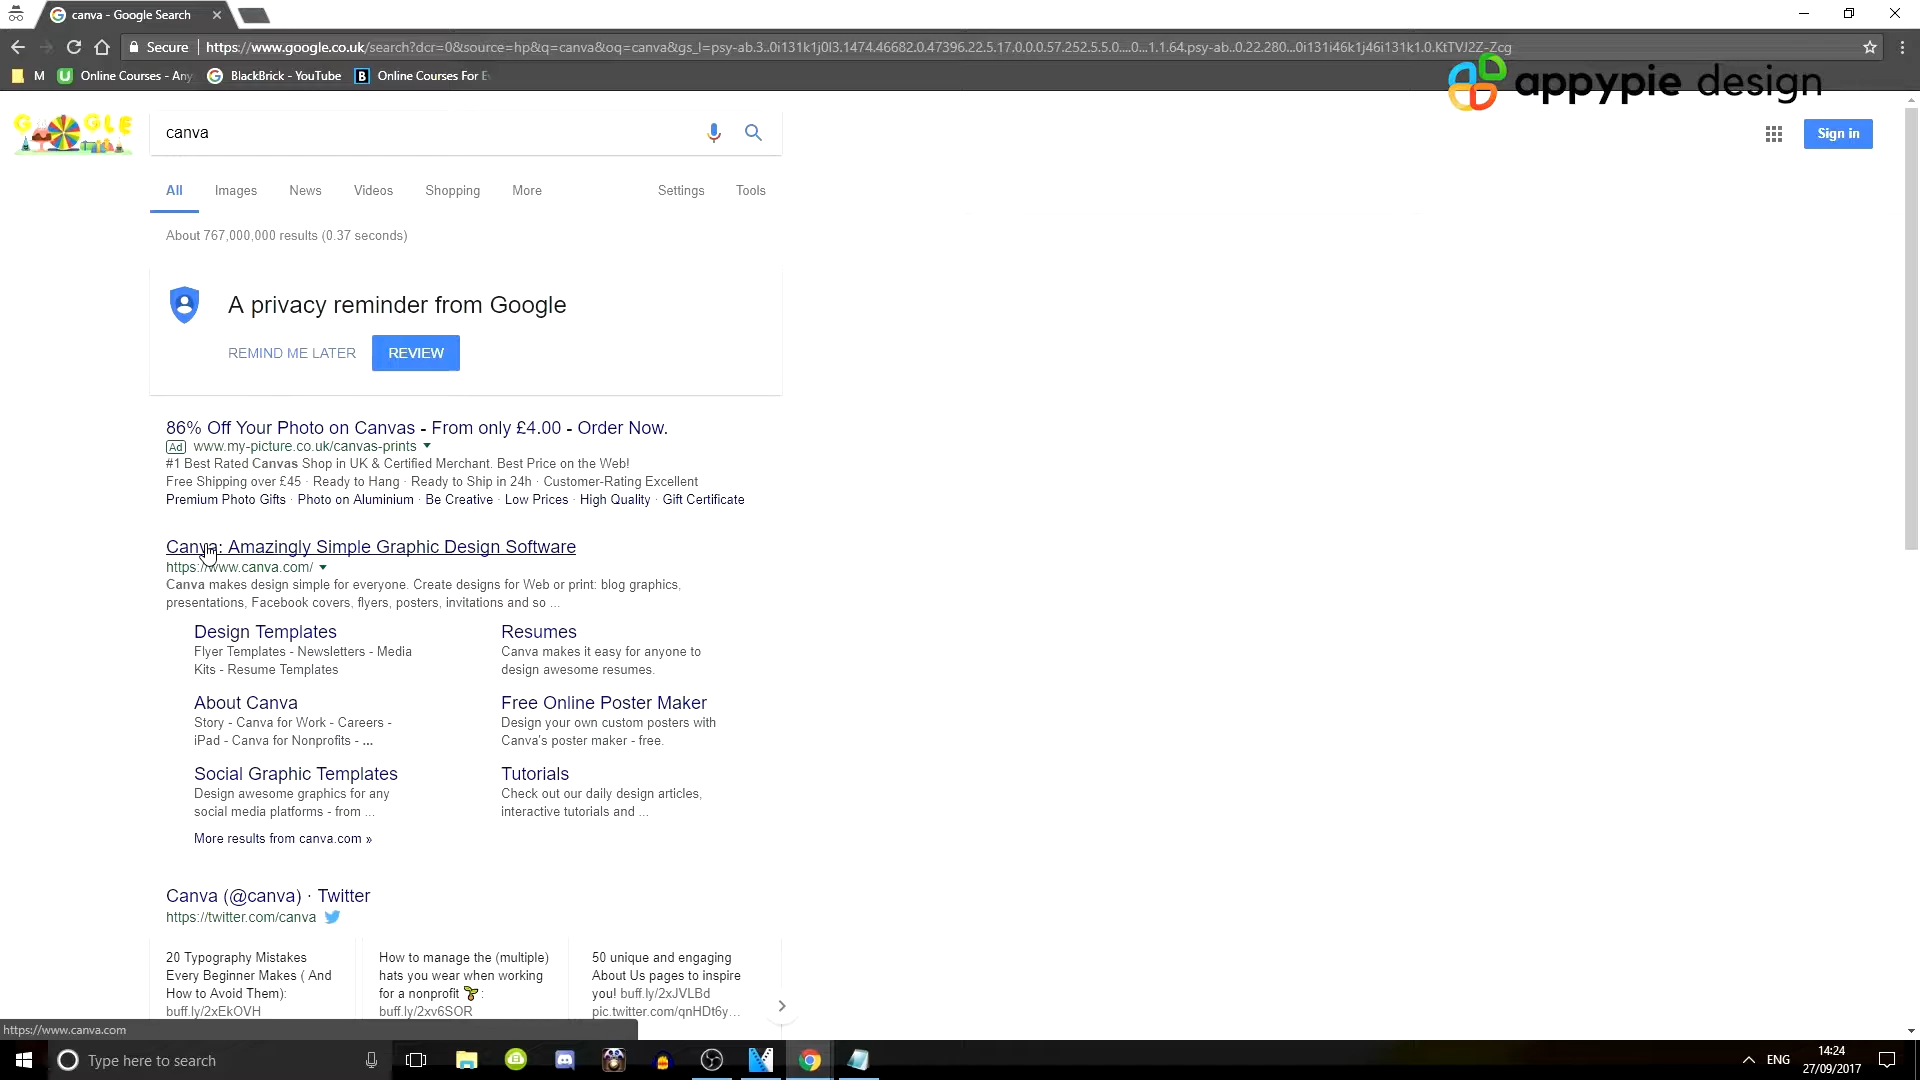 canva - Google Search
Secure
https://www.google.co.uk/search?dcr=0&source=hp&q=canva&oq=canva&gs_l=psy-ab.3..0i131k1j0l3.1474.46682.0.47396.22.5.17.0.0.0.57.252.5.5.0....0...1.1.64.psy-ab..0.22.280...0i131i46k1j46i131k1.0.KtTVJ2Z-Zcg
M
Online Courses - Any
BlackBrick - YouTube
Online Courses For E
appypie design
GOOGLE
canva
Sign in
All
Images
News
Videos
Shopping
More
Settings
Tools
About 767,000,000 results (0.37 seconds)
A privacy reminder from Google
REMIND ME LATER
REVIEW
86% Off Your Photo on Canvas - From only £4.00 - Order Now.
Ad www.my-picture.co.uk/canvas-prints
#1 Best Rated Canvas Shop in UK & Certified Merchant. Best Price on the Web!
Free Shipping over £45 · Ready to Hang · Ready to Ship in 24h · Customer-Rating Excellent
Premium Photo Gifts · Photo on Aluminium · Be Creative · Low Prices · High Quality · Gift Certificate
Canva: Amazingly Simple Graphic Design Software
https://www.canva.com/
Canva makes design simple for everyone. Create designs for Web or print: blog graphics,
presentations, Facebook covers, flyers, posters, invitations and so ...
Design Templates
Flyer Templates - Newsletters - Media
Kits - Resume Templates
Resumes
Canva makes it easy for anyone to
design awesome resumes.
About Canva
Story - Canva for Work - Careers -
iPad - Canva for Nonprofits - ...
Free Online Poster Maker
Design your own custom posters with
Canva's poster maker - free.
Social Graphic Templates
Design awesome graphics for any
social media platforms - from ...
Tutorials
Check out our daily design articles,
interactive tutorials and ...
More results from canva.com »
Canva (@canva) · Twitter
https://twitter.com/canva
20 Typography Mistakes
Every Beginner Makes ( And
How to Avoid Them):
buff.ly/2xEkOVH
How to manage the (multiple)
hats you wear when working
for a nonprofit :
buff.ly/2xv6SOR
50 unique and engaging
About Us pages to inspire
you! buff.ly/2xJVLBd
pic.twitter.com/qnHDt6y...
https://www.canva.com
Type here to search
ENG
14:24
27/09/2017